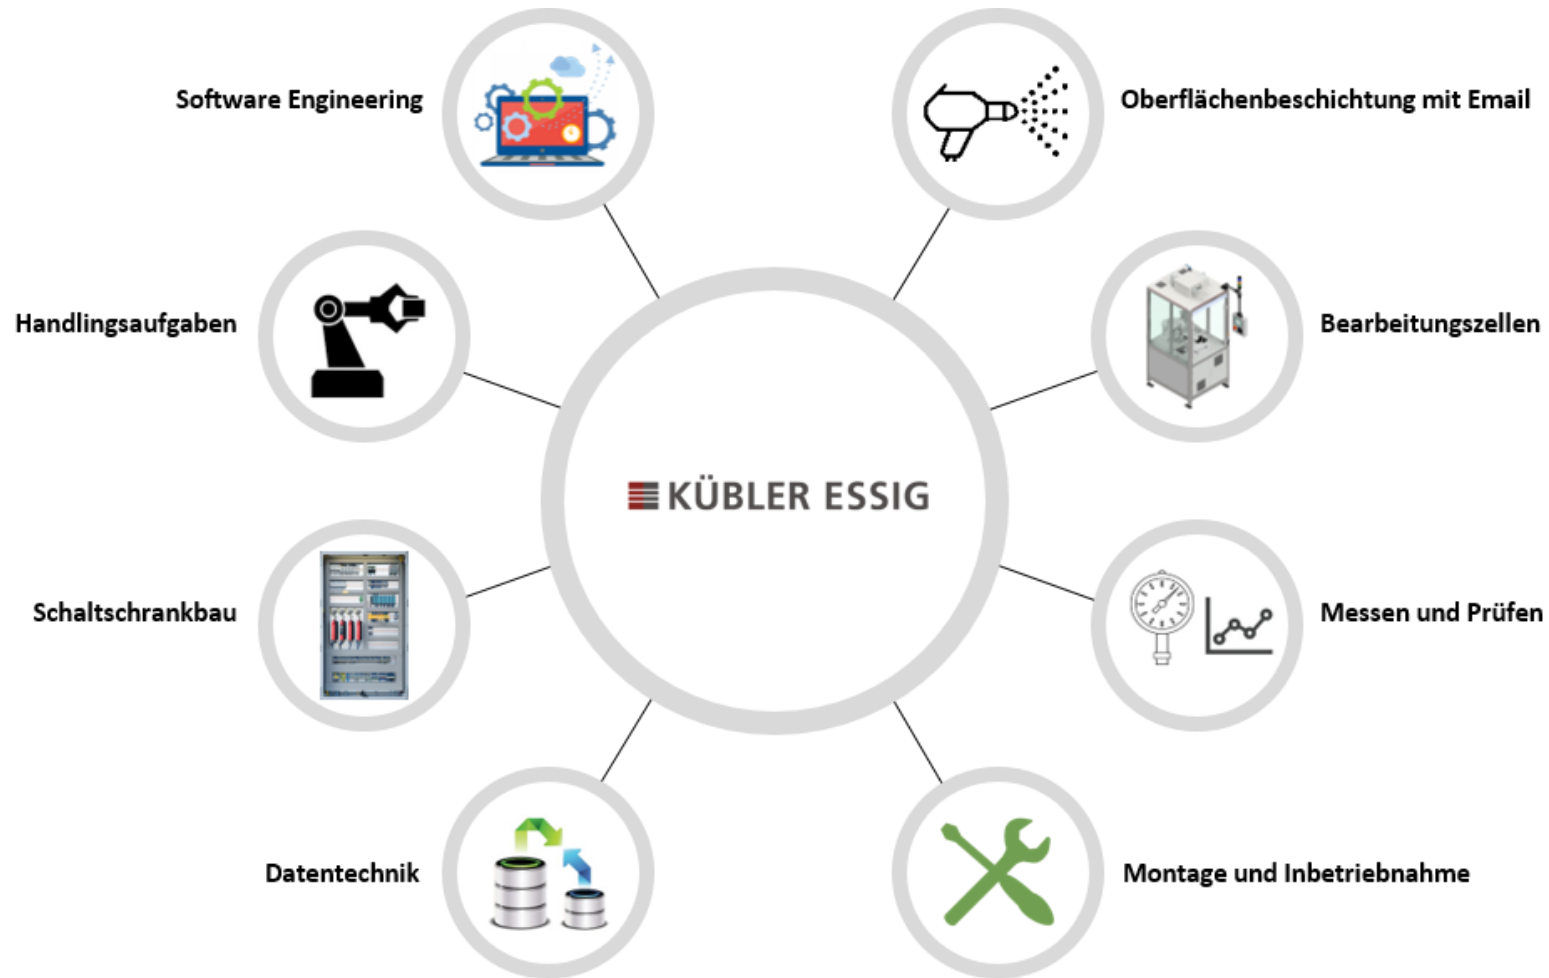 Software Engineering
Oberflächenbeschichtung mit Email
Handlingsaufgaben
Bearbeitungszellen
KÜBLER ESSIG
Schaltschrankbau
Messen und Prüfen
Datentechnik
Montage und Inbetriebnahme